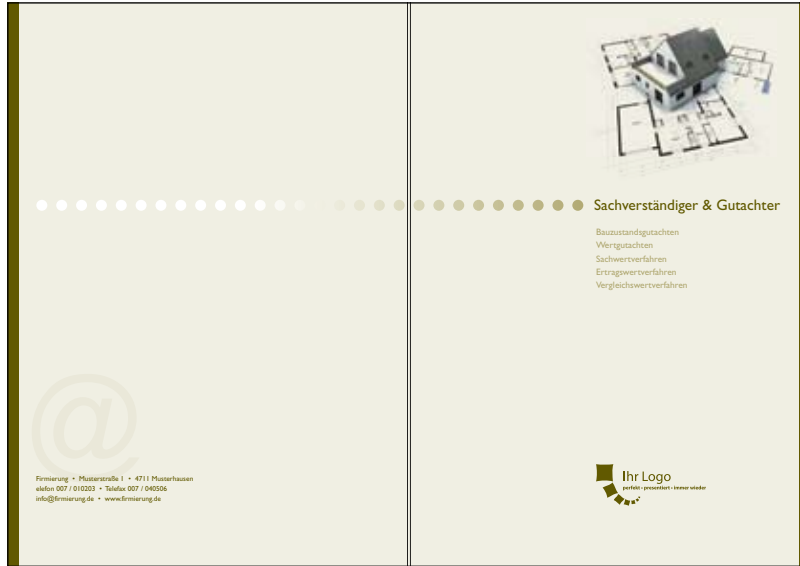 Sachverständiger & Gutachter
Bauzustandsgutachten
Wertgutachten
Sachwertverfahren
Ertragswertverfahren
Vergleichswertverfahren
@
Firmierung • Musterstraße 1 • 4711 Musterhausen
elefon 007 / 010203 • Telefax 007 / 040506
info@firmierung.de • www.firmierung.de
Ihr Logo
perfekt • presentiert • immer wieder